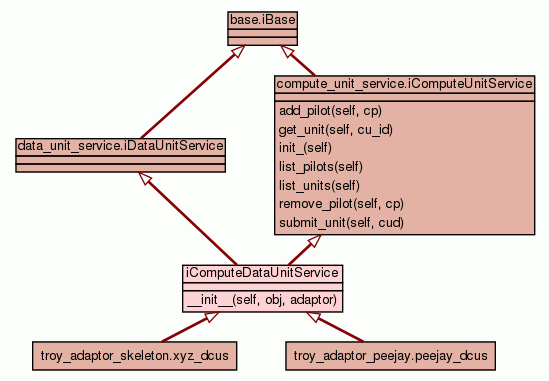 base.iBase
compute_unit_service.iComputeUnitService
add_pilot(self, cp)
get_unit(self, cu_id)
init_(self)
list_pilots(self)
list_units(self)
remove_pilot(self, cp)
submit_unit(self, cud)
data_unit_service.iDataUnitService
iComputeDataUnitService
__init__(self, obj, adaptor)
troy_adaptor_skeleton.xyz_dcus
troy_adaptor_peejay.peejay_dcus